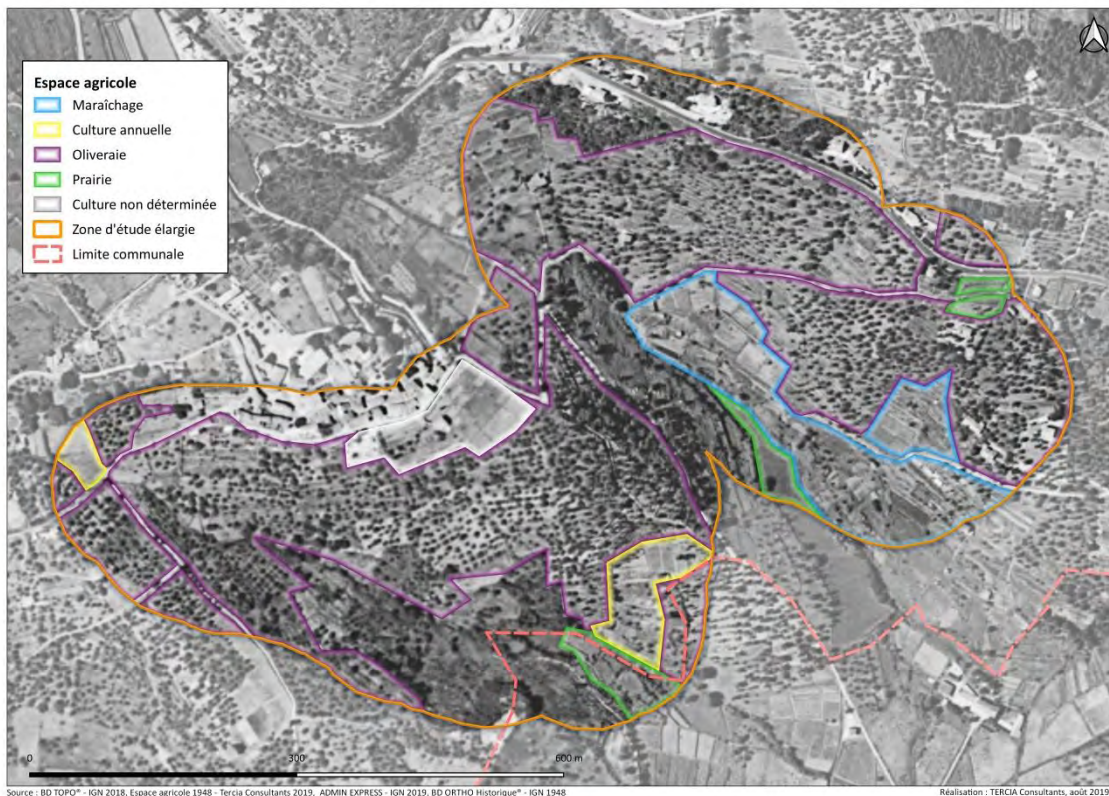 Espace agricole
Maraîchage
Culture annuelle
Oliveraie
Prairie
Culture non déterminée
Zone d'étude élargie
Limite communale
0 300 600 m
Source : BD TOPO® - IGN 2018, Espace agricole 1948 - Tercia Consultants 2019, ADMIN EXPRESS - IGN 2019, BD ORTHO Historique® - IGN 1948
Réalisation : TERCIA Consultants, août 2019